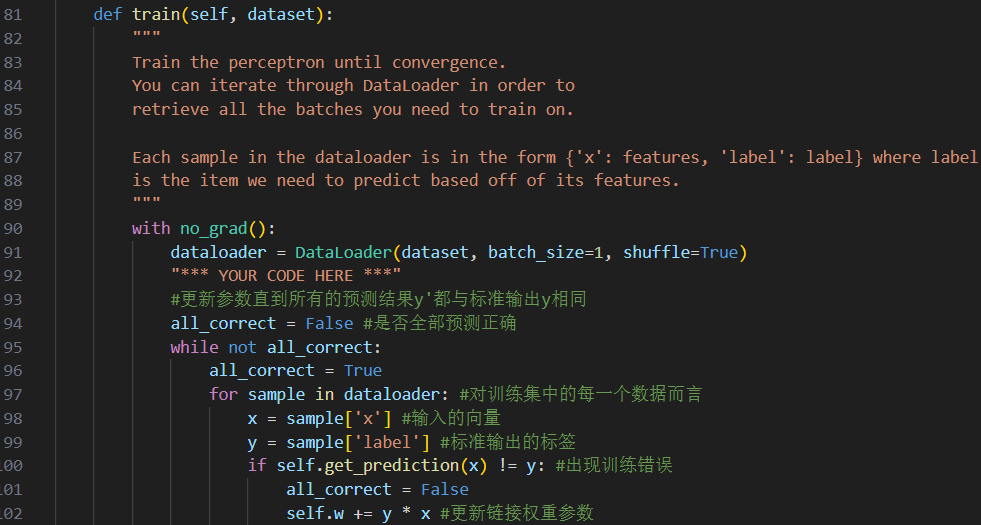 81 def train(self, dataset):
82 """
83 Train the perceptron until convergence.
84 You can iterate through DataLoader in order to
85 retrieve all the batches you need to train on.
86
87 Each sample in the dataloader is in the form {'x': features, 'label': label} where label
88 is the item we need to predict based off of its features.
89 """
90 with no_grad():
91 dataloader = DataLoader(dataset, batch_size=1, shuffle=True)
92 "*** YOUR CODE HERE ***"
93 #更新参数直到所有的预测结果y'都与标准输出y相同
94 all_correct = False #是否全部预测正确
95 while not all_correct:
96 all_correct = True
97 for sample in dataloader: #对训练集中的每一个数据而言
98 x = sample['x'] #输入的向量
99 y = sample['label'] #标准输出的标签
100 if self.get_prediction(x) != y: #出现训练错误
101 all_correct = False
102 self.w += y * x #更新链接权重参数